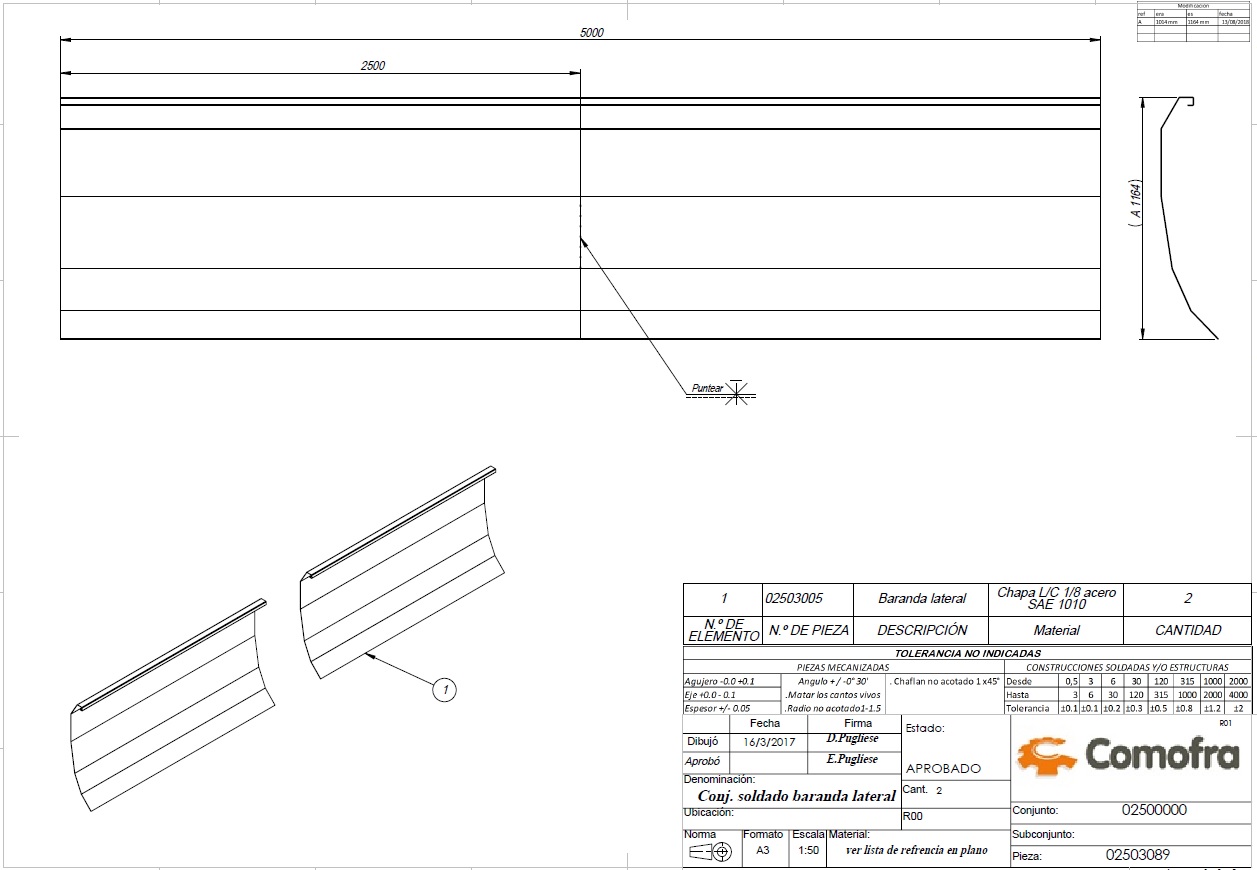 Modificacion
ref era es fecha
A 1014 mm 1164 mm 13/08/2018
5000
2500
( A 1164)
Puntear
1
1 02503005 Baranda lateral Chapa L/C 1/8 acero SAE 1010 2
N.º DE ELEMENTO N.º DE PIEZA DESCRIPCIÓN Material CANTIDAD
TOLERANCIA NO INDICADAS
PIEZAS MECANIZADAS CONSTRUCCIONES SOLDADAS Y/O ESTRUCTURAS
Agujero -0.0 +0.1 Angulo + / -0° 30' . Chaflan no acotado 1 x45° Desde 0,5 3 6 30 120 315 1000 2000
Eje +0.0 - 0.1 .Matar los cantos vivos Hasta 3 6 30 120 315 1000 2000 4000
Espesor +/- 0.05 .Radio no acotado1-1.5 Tolerancia ±0.1 ±0.1 ±0.2 ±0.3 ±0.5 ±0.8 ±1.2 ±2
Fecha Firma Estado: R01
Dibujó 16/3/2017 D.Pugliese
Aprobó E.Pugliese APROBADO
Comofra
Denominación: Cant. 2
Conj. soldado baranda lateral
Ubicación: R00 Conjunto: 02500000
Norma Formato Escala Material: Subconjunto:
A3 1:50 ver lista de refrencia en plano Pieza: 02503089